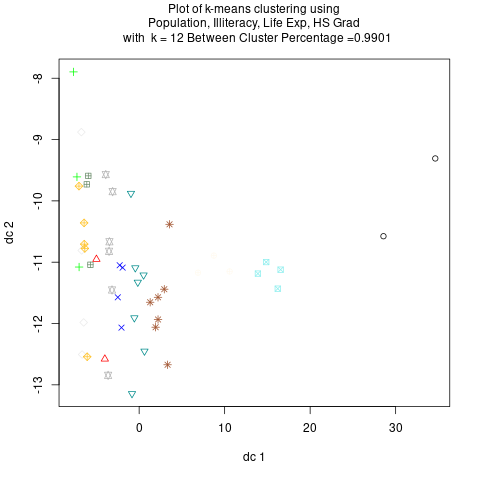 Plot of k-means clustering using
Population, Illiteracy, Life Exp, HS Grad
with k = 12 Between Cluster Percentage =0.9901
-8
-9
-10
-11
-12
-13
dc 2
0 10 20 30
dc 1